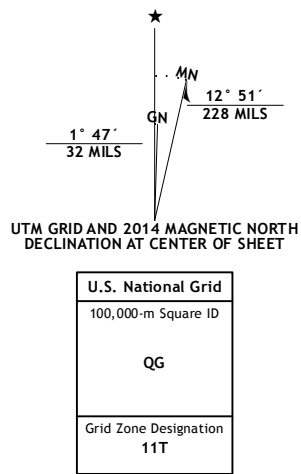 ★
MN
GN
12° 51´
228 MILS
1° 47´
32 MILS
UTM GRID AND 2014 MAGNETIC NORTH
DECLINATION AT CENTER OF SHEET
U.S. National Grid
100,000-m Square ID
QG
Grid Zone Designation
11T